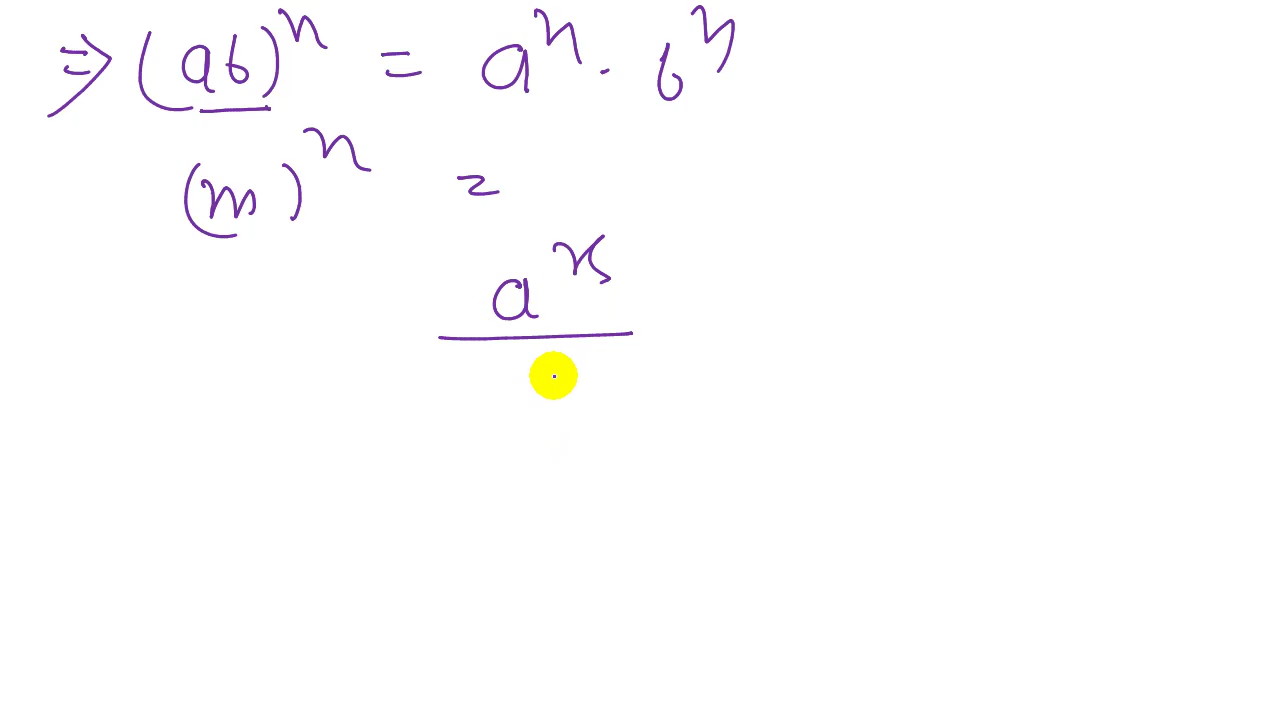 ⇒ (ab)^n = a^n · b^n
(m)^n =
a^x